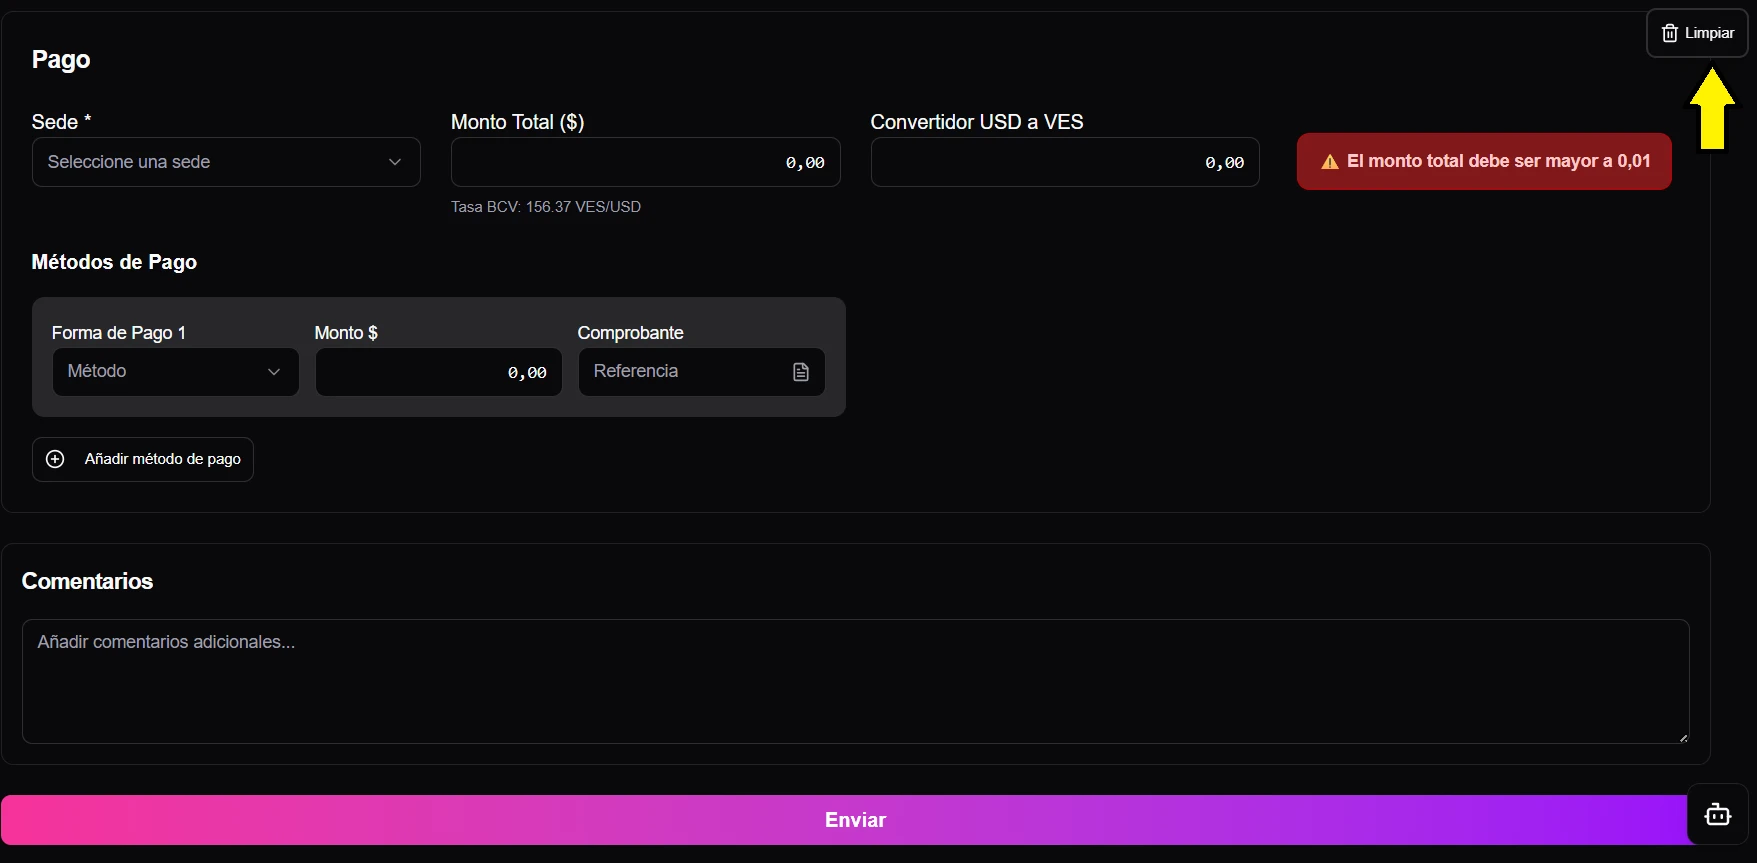 Limpiar
Pago
Sede *
Monto Total ($)
Convertidor USD a VES
Seleccione una sede
0,00
0,00
⚠ El monto total debe ser mayor a 0,01
Tasa BCV: 156.37 VES/USD
Métodos de Pago
Forma de Pago 1
Monto $
Comprobante
Método
0,00
Referencia
Añadir método de pago
Comentarios
Añadir comentarios adicionales...
Enviar